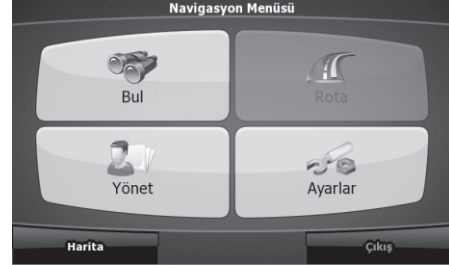 Navigasyon Menüsü
Bul
Rota
Yönet
Ayarlar
Harita
Çıkış